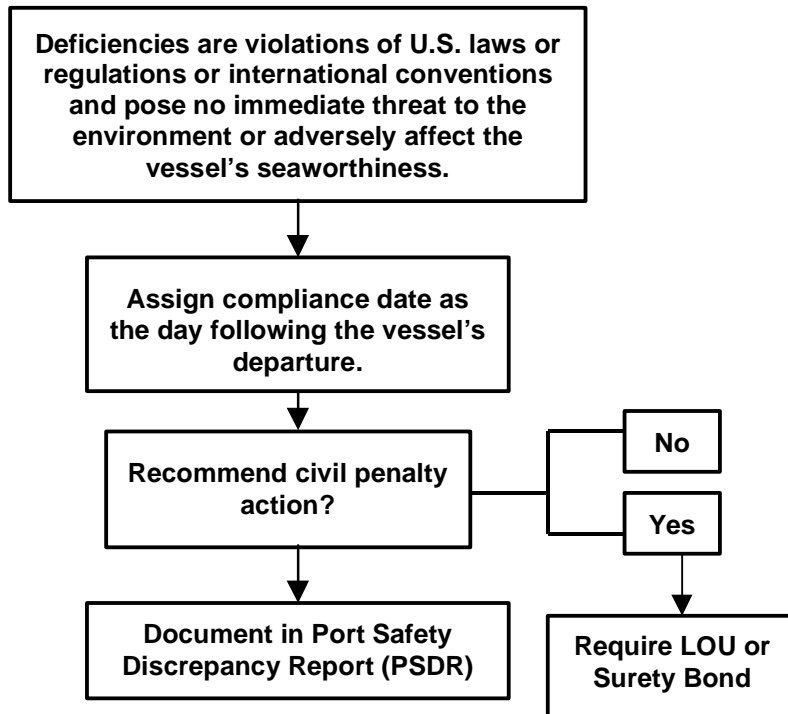 Deficiencies are violations of U.S. laws or
regulations or international conventions
and pose no immediate threat to the
environment or adversely affect the
vessel’s seaworthiness.
Assign compliance date as
the day following the vessel’s
departure.
Recommend civil penalty
action?
No
Yes
Document in Port Safety
Discrepancy Report (PSDR)
Require LOU or
Surety Bond